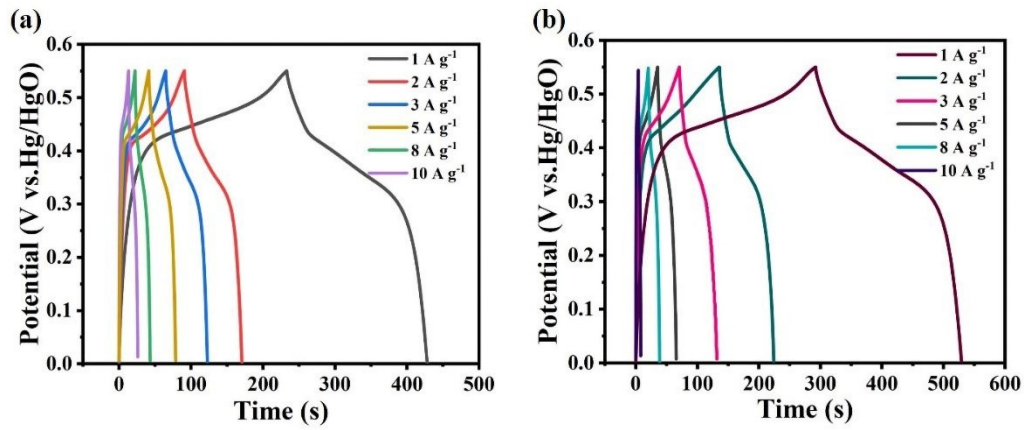 (a)
0.6
0.5
0.4
0.3
0.2
0.1
0.0
Potential (V vs.Hg/HgO)
1 A g⁻¹
2 A g⁻¹
3 A g⁻¹
5 A g⁻¹
8 A g⁻¹
10 A g⁻¹
0 100 200 300 400 500
Time (s)
(b)
0.6
0.5
0.4
0.3
0.2
0.1
0.0
Potential (V vs.Hg/HgO)
1 A g⁻¹
2 A g⁻¹
3 A g⁻¹
5 A g⁻¹
8 A g⁻¹
10 A g⁻¹
0 100 200 300 400 500 600
Time (s)